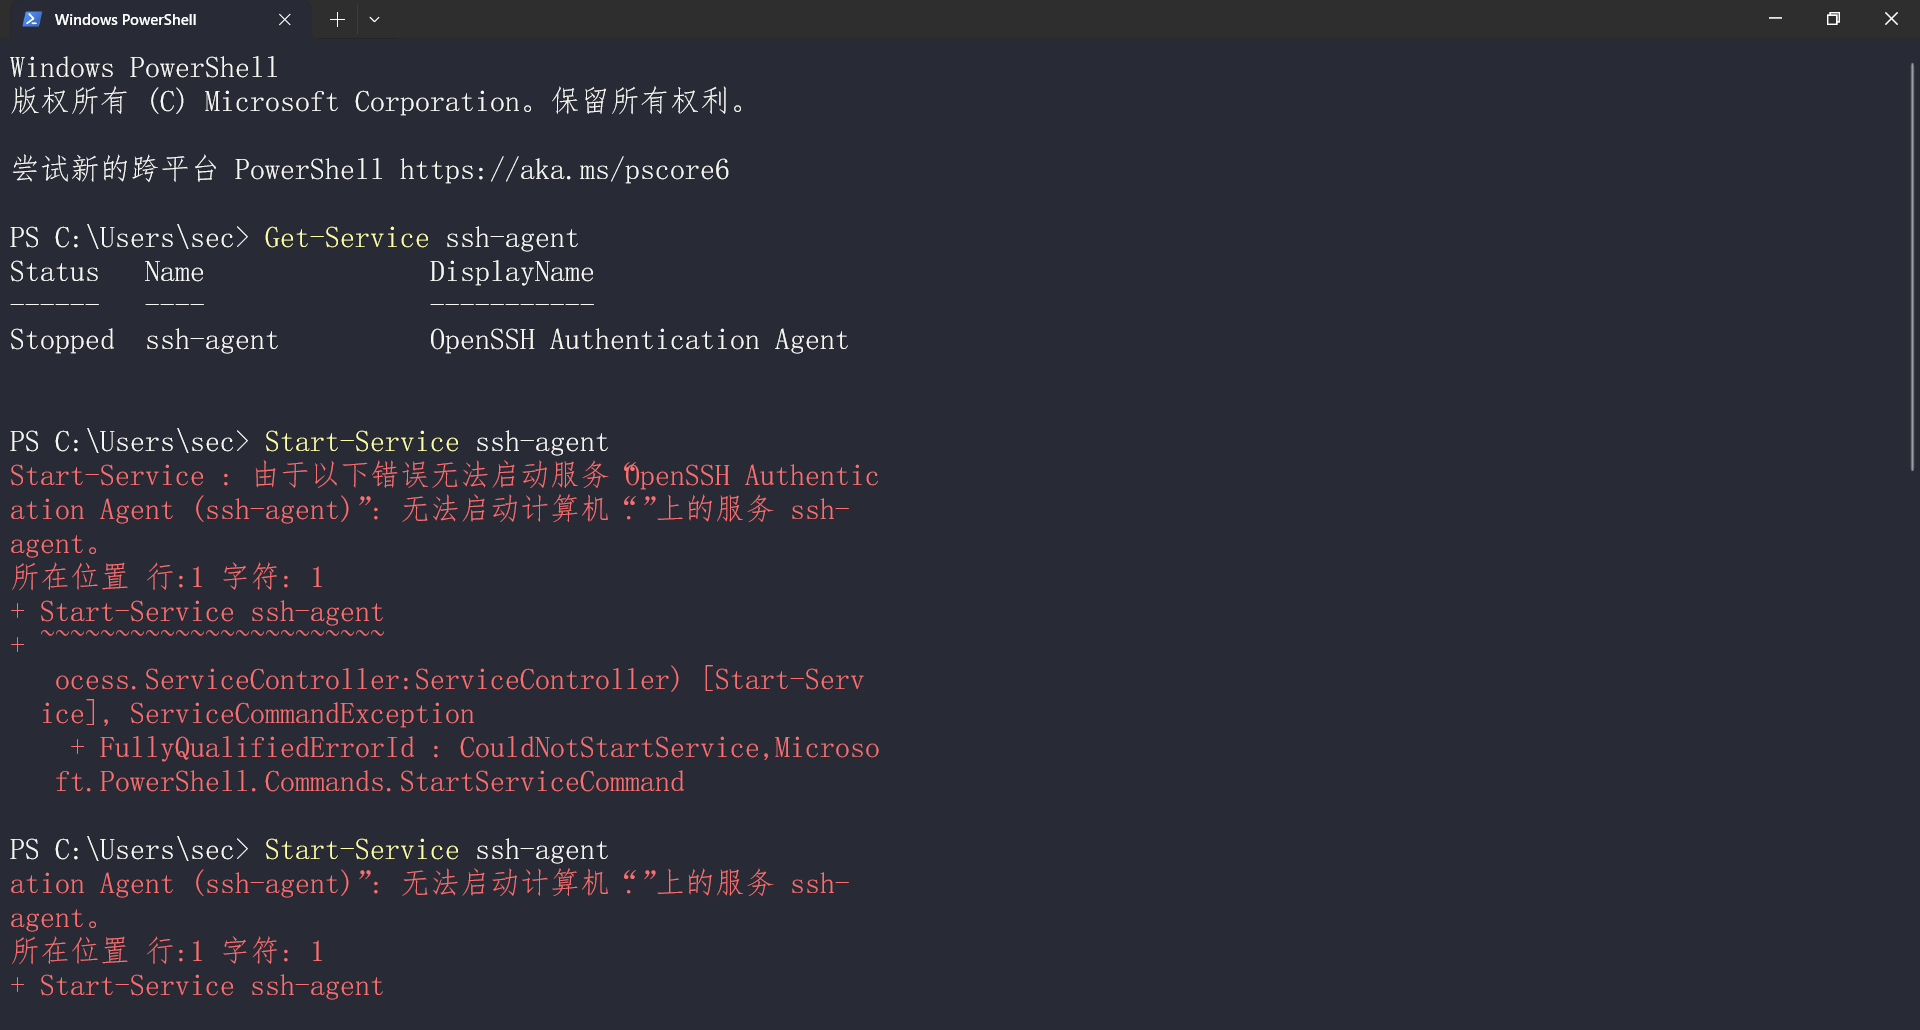 Windows PowerShell
Windows PowerShell
版权所有 (C) Microsoft Corporation。保留所有权利。
尝试新的跨平台 PowerShell https://aka.ms/pscore6
PS C:\Users\sec> Get-Service ssh-agent
Status   Name               DisplayName
------   ----               -----------
Stopped  ssh-agent          OpenSSH Authentication Agent
PS C:\Users\sec> Start-Service ssh-agent
Start-Service : 由于以下错误无法启动服务“OpenSSH Authentic
ation Agent (ssh-agent)”: 无法启动计算机“.”上的服务 ssh-
agent。
所在位置 行:1 字符: 1
+ Start-Service ssh-agent
+ ~~~~~~~~~~~~~~~~~~~~~~~
ocess.ServiceController:ServiceController) [Start-Serv
ice], ServiceCommandException
+ FullyQualifiedErrorId : CouldNotStartService,Microso
ft.PowerShell.Commands.StartServiceCommand
PS C:\Users\sec> Start-Service ssh-agent
ation Agent (ssh-agent)”: 无法启动计算机“.”上的服务 ssh-
agent。
所在位置 行:1 字符: 1
+ Start-Service ssh-agent